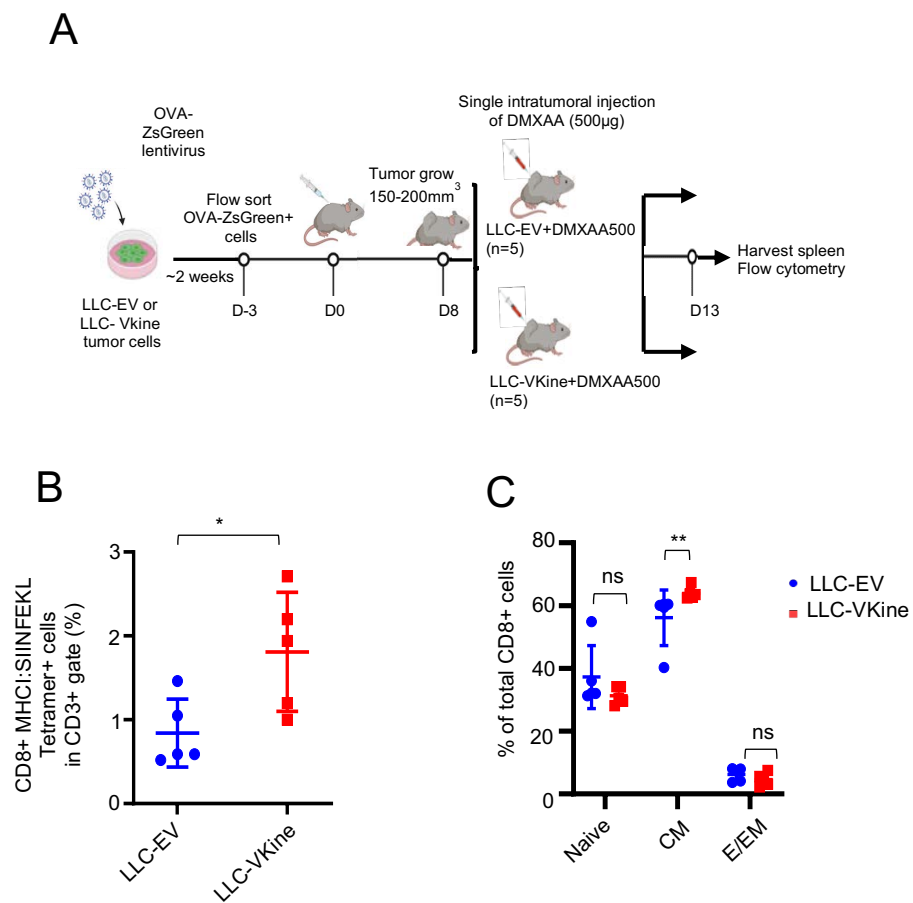 A
OVA-
ZsGreen
lentivirus
Flow sort
OVA-ZsGreen+
cells
Tumor grow
150-200mm3
Single intratumoral injection
of DMXAA (500µg)
LLC-EV+DMXAA500
(n=5)
~2 weeks
Harvest spleen
Flow cytometry
LLC-EV or
LLC- Vkine
tumor cells
D-3
D0
D8
D13
LLC-VKine+DMXAA500
(n=5)
B
CD8+ MHCI:SIINFEKL
Tetramer+ cells
in CD3+ gate (%)
*
3
2
1
0
LLC-EV
LLC-VKine
C
% of total CD8+ cells
80
60
40
20
0
ns
**
ns
Naive
CM
E/EM
LLC-EV
LLC-VKine